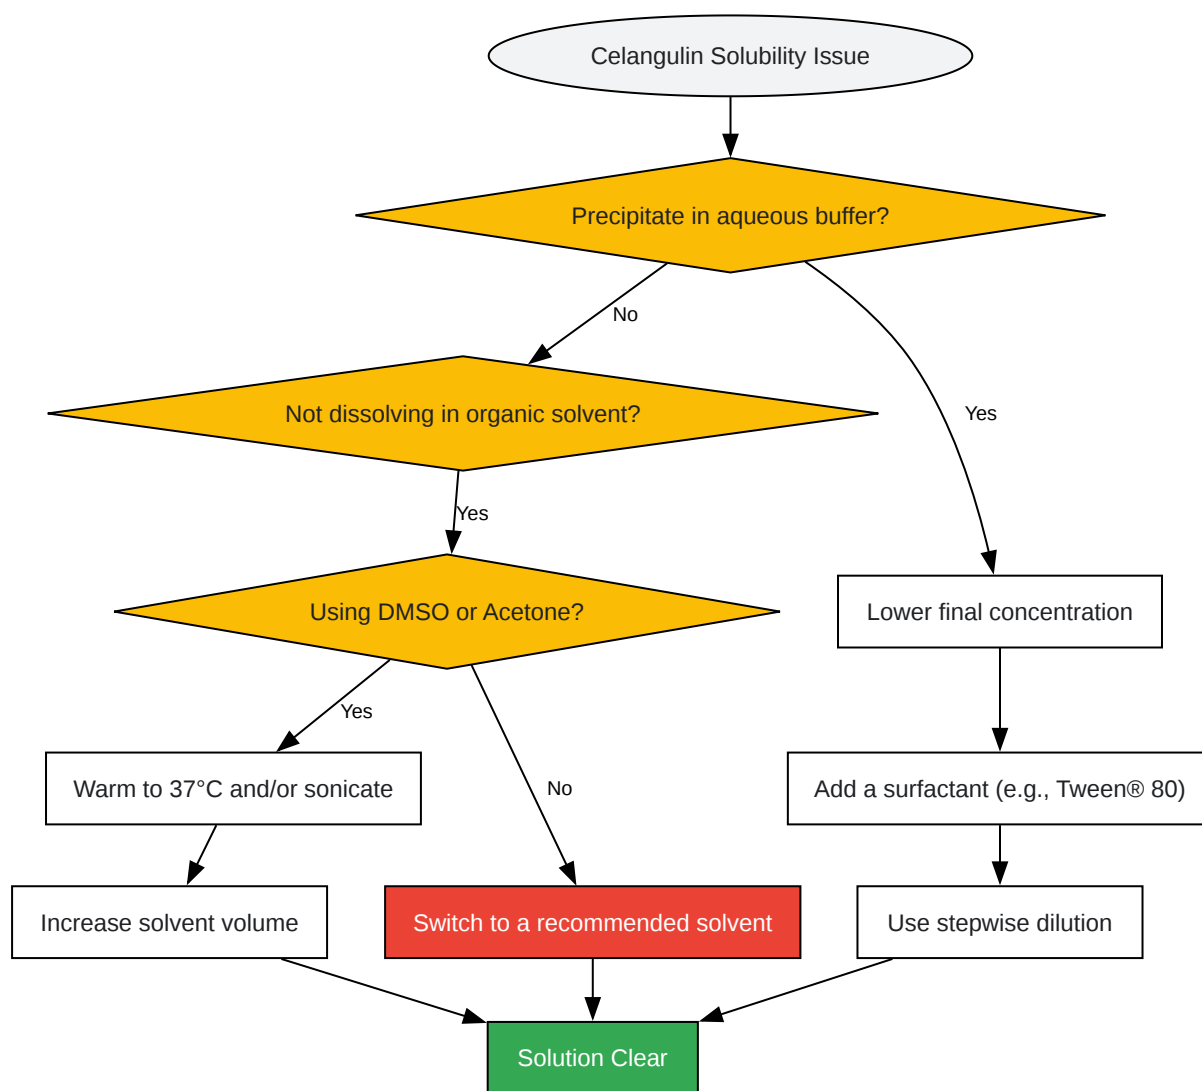 Celangulin Solubility Issue
Precipitate in aqueous buffer?
No
Not dissolving in organic solvent?
Yes
Yes
Using DMSO or Acetone?
Lower final concentration
Yes
No
Warm to 37°C and/or sonicate
Add a surfactant (e.g., Tween® 80)
Increase solvent volume
Switch to a recommended solvent
Use stepwise dilution
Solution Clear